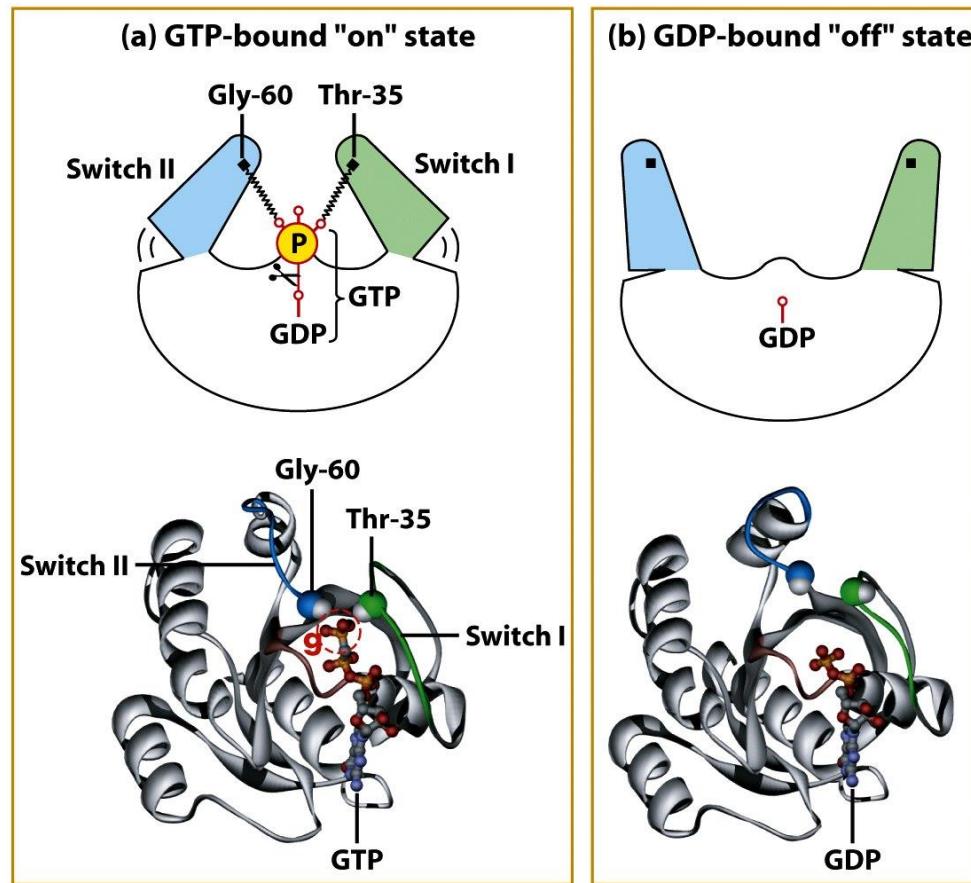 (a) GTP-bound "on" state
Gly-60 Thr-35
Switch II
Switch I
P
GTP
GDP
Gly-60
Thr-35
Switch II
Switch I
g
GTP
(b) GDP-bound "off" state
GDP
GDP